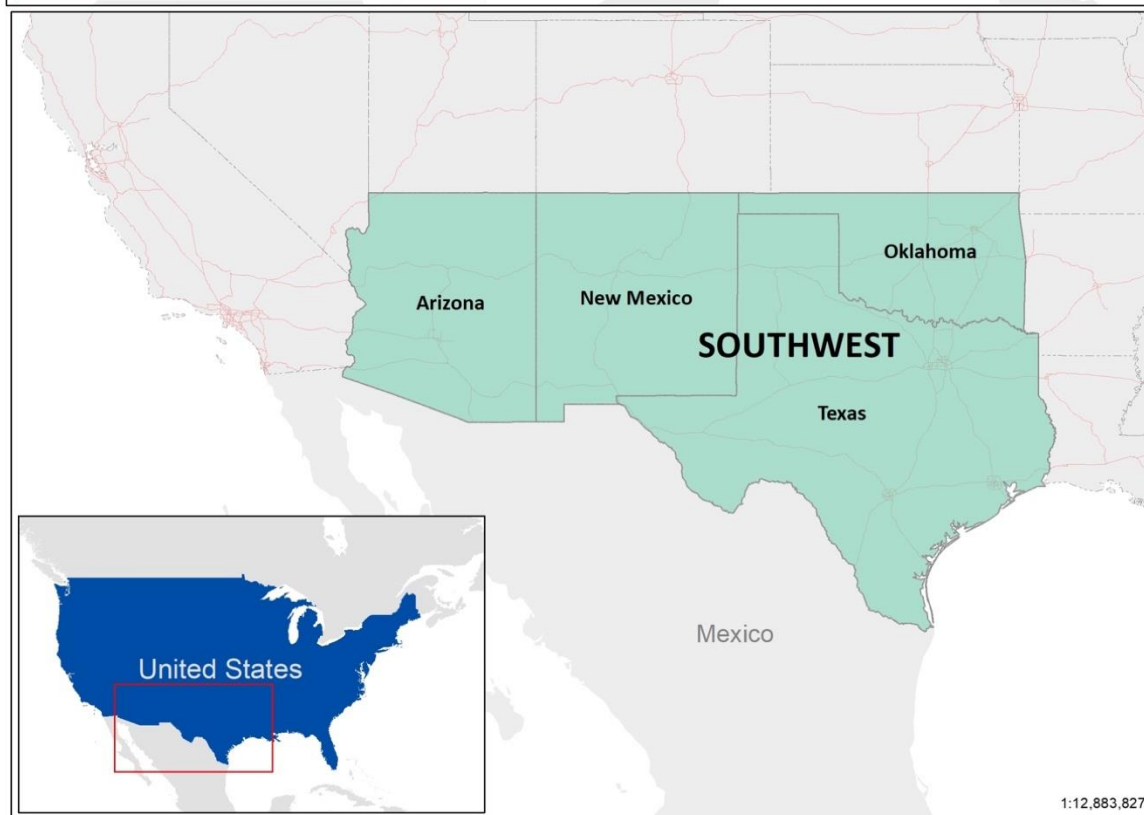 Oklahoma
Arizona
New Mexico
SOUTHWEST
Texas
Mexico
United States
1:12,883,827